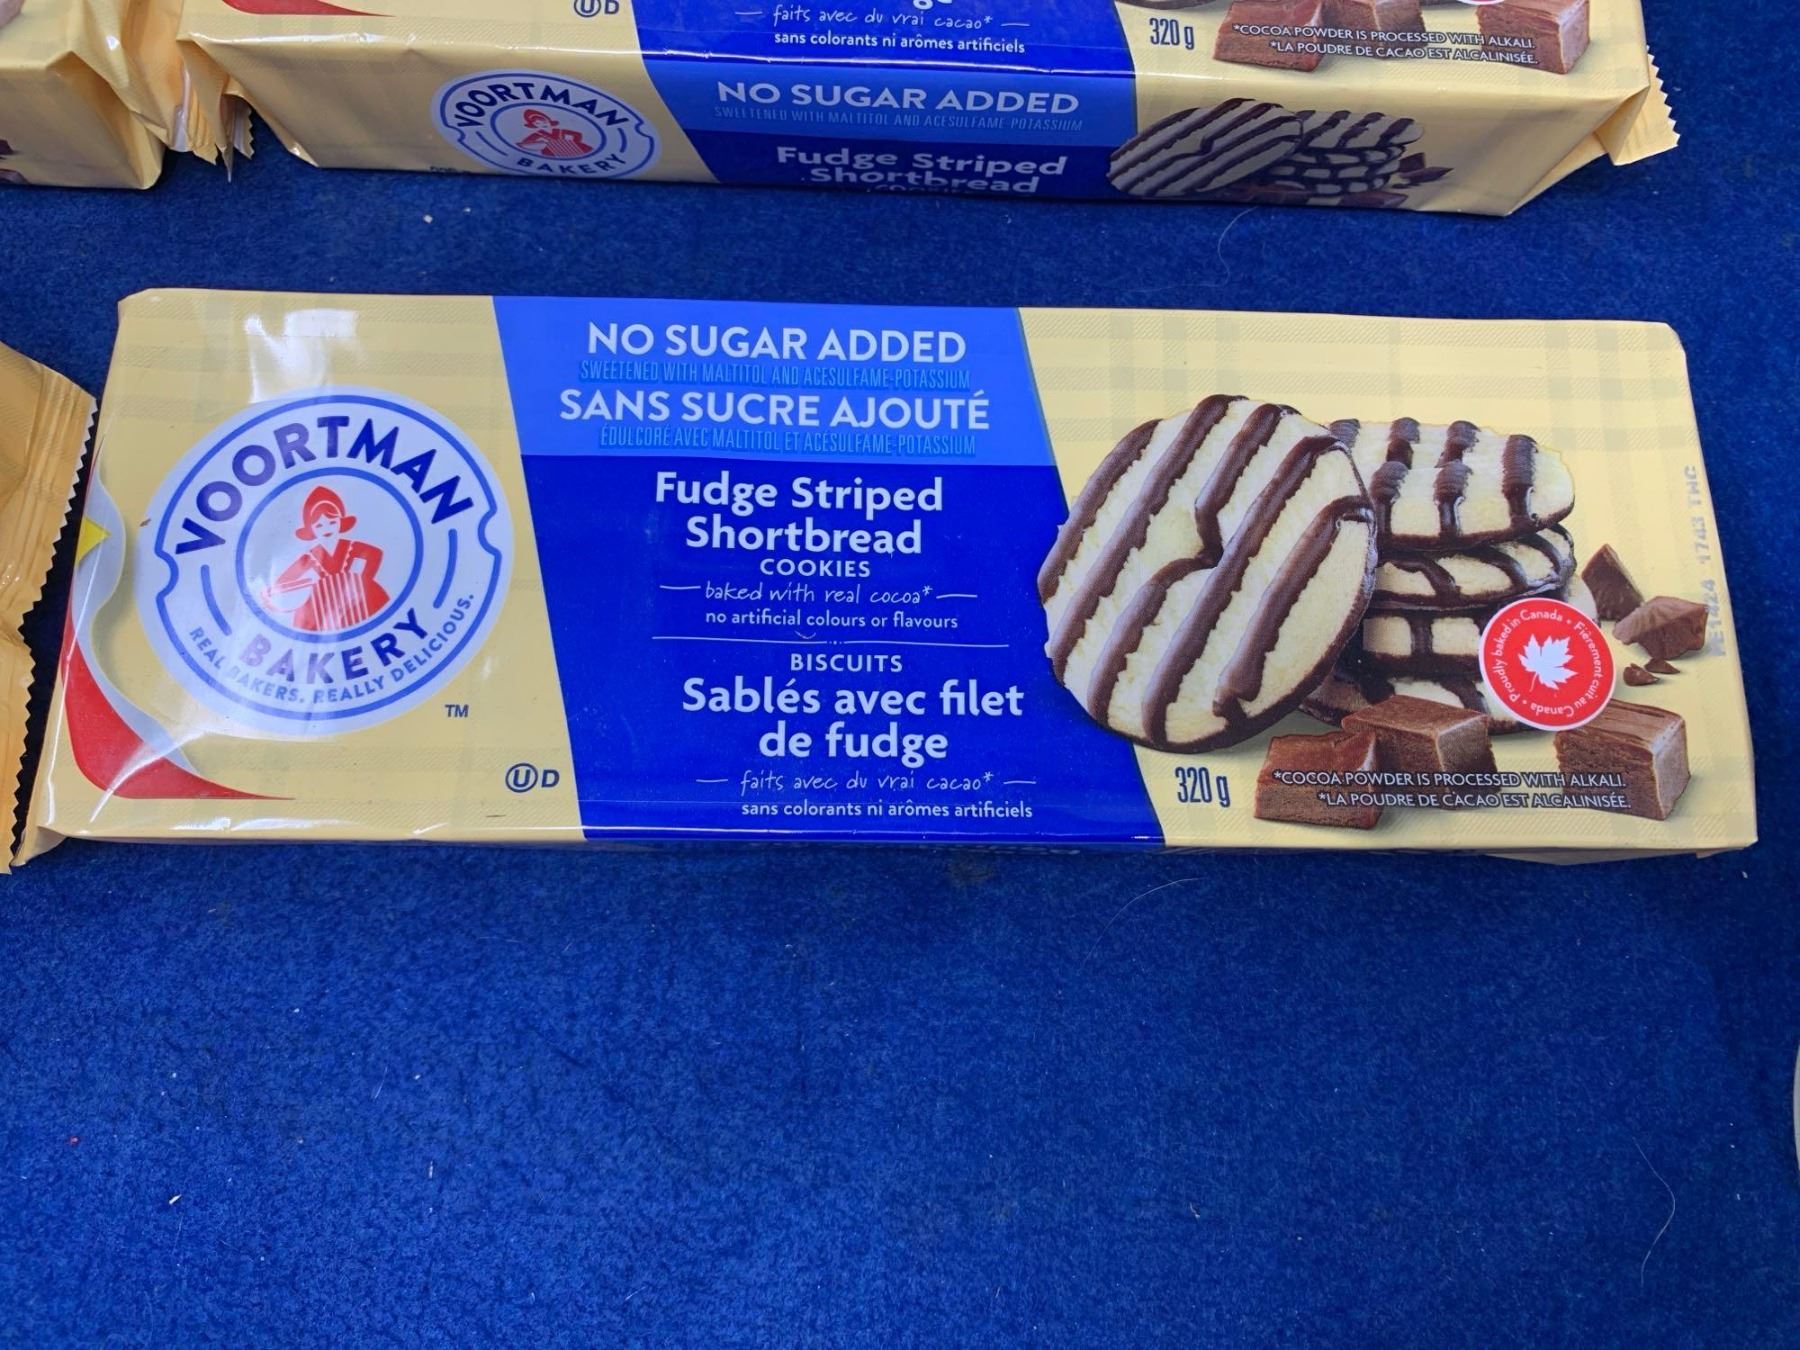 UD
faits avec du vrai cacao*
sans colorants ni arômes artificiels
320 g
*COCOA POWDER IS PROCESSED WITH ALKALI.
*LA POUDRE DE CACAO EST ALCALINISÉE.
VOORTMAN
BAKERY
NO SUGAR ADDED
SWEETENED WITH MALTITOL AND ACESULFAME-POTASSIUM
Fudge Striped
Shortbread
VOORTMAN
BAKERY
REAL BAKERS. REALLY DELICIOUS.
TM
UD
NO SUGAR ADDED
SWEETENED WITH MALTITOL AND ACESULFAME-POTASSIUM
SANS SUCRE AJOUTÉ
ÉDULCORÉ AVEC MALTITOL ET ACÉSULFAME-POTASSIUM
Fudge Striped
Shortbread
COOKIES
baked with real cocoa*
no artificial colours or flavours
BISCUITS
Sablés avec filet
de fudge
faits avec du vrai cacao*
sans colorants ni arômes artificiels
Proudly baked in Canada • Fièrement cuit au Canada •
320 g
*COCOA POWDER IS PROCESSED WITH ALKALI.
*LA POUDRE DE CACAO EST ALCALINISÉE.